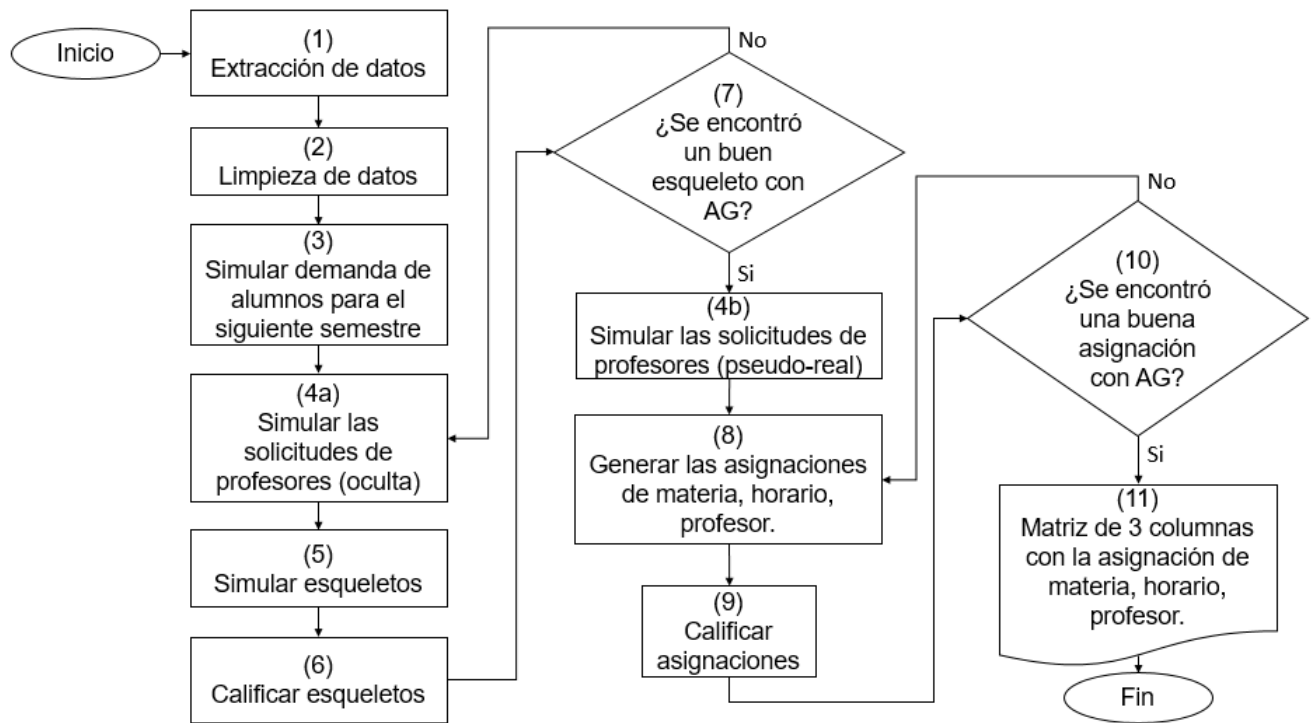 Inicio
(1)
Extracción de datos
(2)
Limpieza de datos
(3)
Simular demanda de
alumnos para el
siguiente semestre
(4a)
Simular las
solicitudes de
profesores (oculta)
(5)
Simular esqueletos
(6)
Calificar esqueletos
No
(7)
¿Se encontró
un buen
esqueleto con
AG?
Si
(4b)
Simular las solicitudes de
profesores (pseudo-real)
(8)
Generar las asignaciones
de materia, horario,
profesor.
(9)
Calificar
asignaciones
No
(10)
¿Se encontró
una buena
asignación
con AG?
Si
(11)
Matriz de 3 columnas
con la asignación de
materia, horario,
profesor.
Fin